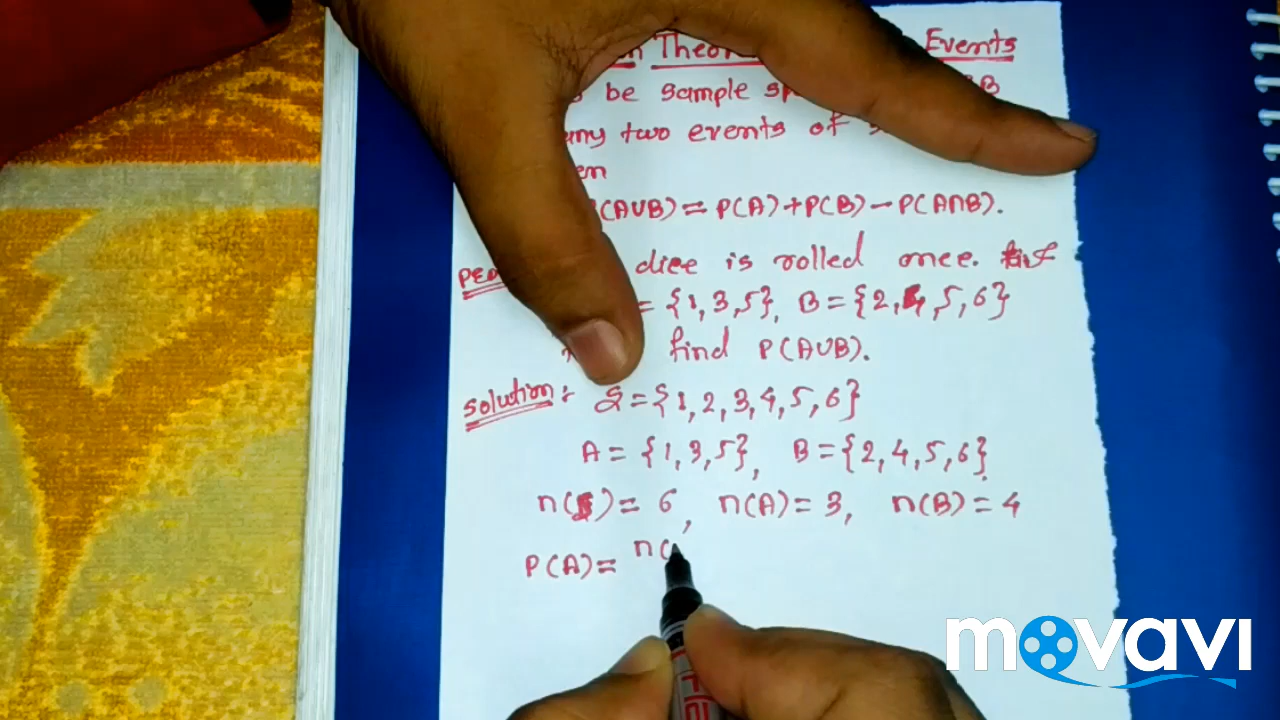 Theor Events
be sample sp
any two events of
P(AUB) = P(A)+P(B)-P(A∩B).
dice is rolled once. If
= {1,3,5}, B={2,4,5,6}
find P(AUB).
Solution: S={1,2,3,4,5,6}
A={1,3,5}, B={2,4,5,6}
n(S)=6, n(A)=3, n(B)=4
P(A)= n(
movavi